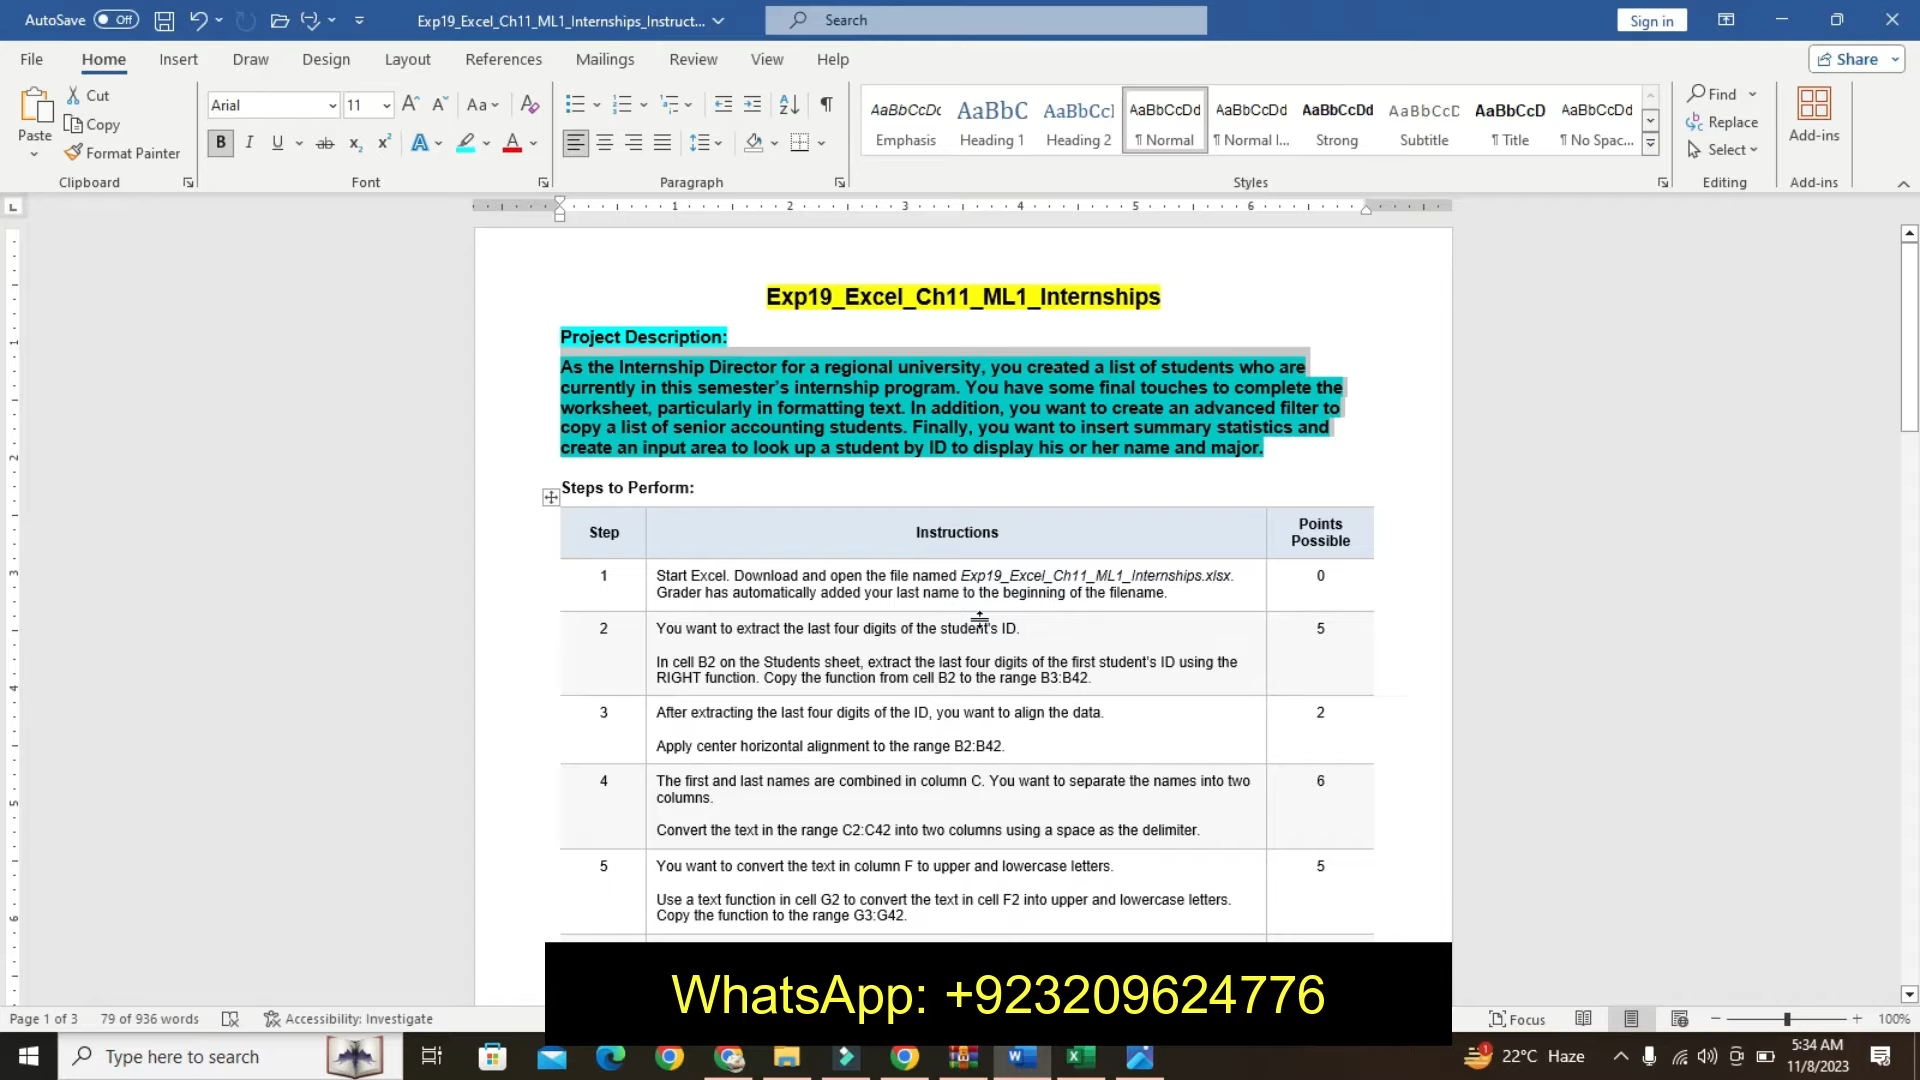 AutoSave Off Exp19_Excel_Ch11_ML1_Internships_Instruct... Search Sign in
File Home Insert Draw Design Layout References Mailings Review View Help Share
Paste Cut Copy Format Painter
Arial 11 Aa
B I U ab x₂ x² A A
AaBbCcDc AaBbC AaBbCcl AaBbCcDd AaBbCcDd AaBbCcDd AaBbCcD AaBbCcD AaBbCcDd
Emphasis Heading 1 Heading 2 ¶ Normal ¶ Normal I... Strong Subtitle ¶ Title ¶ No Spac...
Find Replace Select Add-ins
Clipboard Font Paragraph Styles Editing Add-ins
1 2 3 4 5 6
Exp19_Excel_Ch11_ML1_Internships
Project Description:
As the Internship Director for a regional university, you created a list of students who are
currently in this semester's internship program. You have some final touches to complete the
worksheet, particularly in formatting text. In addition, you want to create an advanced filter to
copy a list of senior accounting students. Finally, you want to insert summary statistics and
create an input area to look up a student by ID to display his or her name and major.
Steps to Perform:
Step Instructions Points Possible
1 Start Excel. Download and open the file named Exp19_Excel_Ch11_ML1_Internships.xlsx. 0
Grader has automatically added your last name to the beginning of the filename.
2 You want to extract the last four digits of the student's ID. 5
In cell B2 on the Students sheet, extract the last four digits of the first student's ID using the
RIGHT function. Copy the function from cell B2 to the range B3:B42.
3 After extracting the last four digits of the ID, you want to align the data. 2
Apply center horizontal alignment to the range B2:B42.
4 The first and last names are combined in column C. You want to separate the names into two 6
columns.
Convert the text in the range C2:C42 into two columns using a space as the delimiter.
5 You want to convert the text in column F to upper and lowercase letters. 5
Use a text function in cell G2 to convert the text in cell F2 into upper and lowercase letters.
Copy the function to the range G3:G42.
WhatsApp: +923209624776
Page 1 of 3 79 of 936 words Accessibility: Investigate Focus 100%
Type here to search 22°C Haze 5:34 AM
11/8/2023